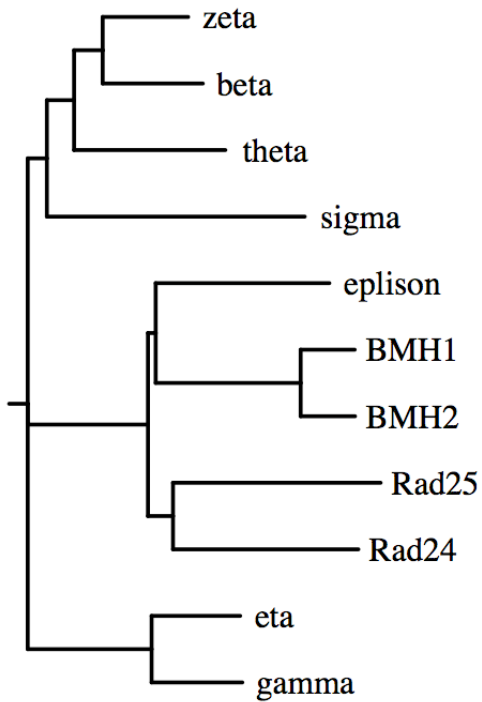 zeta
beta
theta
sigma
eplison
BMH1
BMH2
Rad25
Rad24
eta
gamma